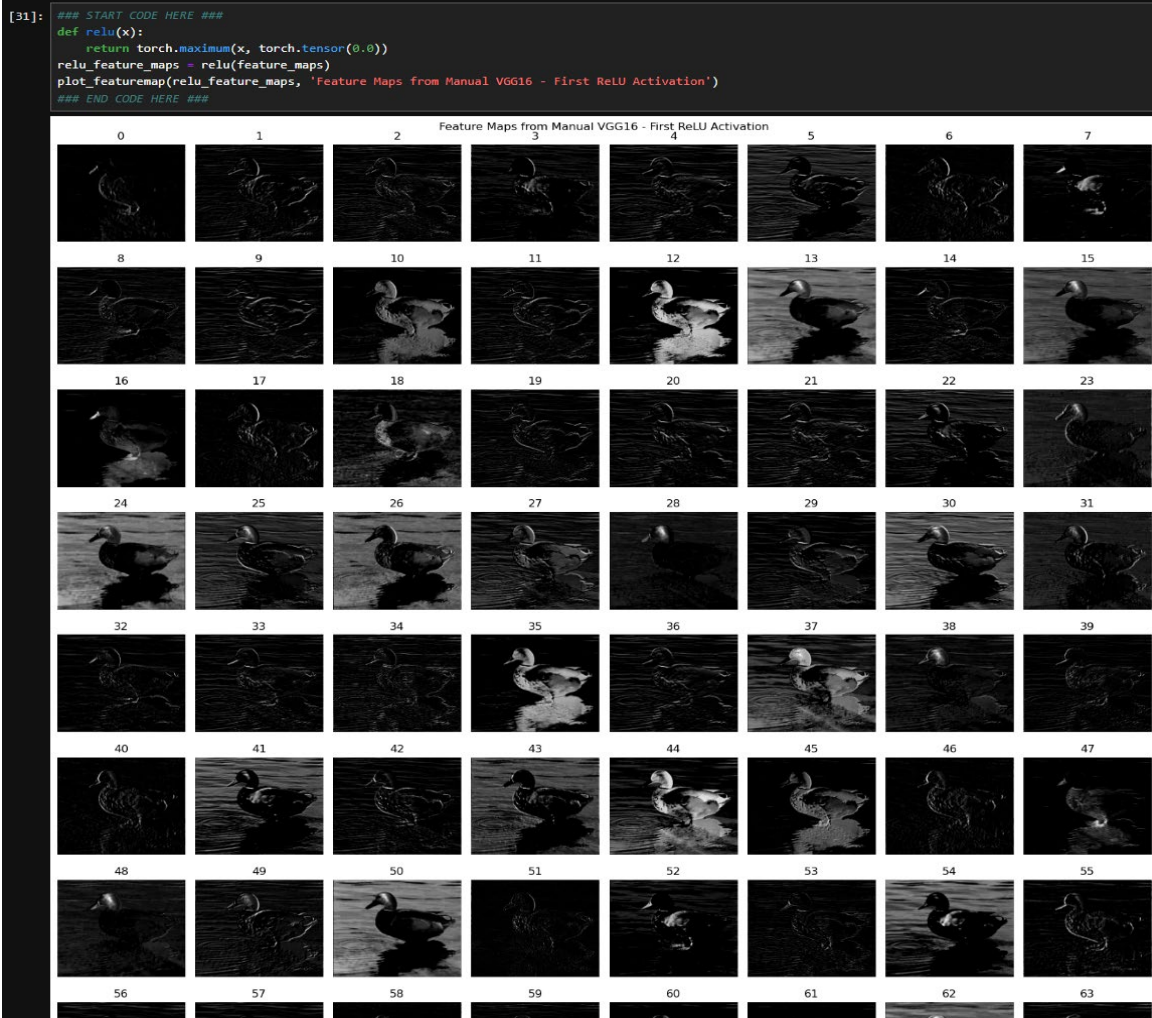 [31]: ### START CODE HERE ###
def relu(x):
    return torch.maximum(x, torch.tensor(0.0))
relu_feature_maps = relu(feature_maps)
plot_featuremap(relu_feature_maps, 'Feature Maps from Manual VGG16 - First ReLU Activation')
### END CODE HERE ###
Feature Maps from Manual VGG16 - First ReLU Activation
0 1 2 3 4 5 6 7
8 9 10 11 12 13 14 15
16 17 18 19 20 21 22 23
24 25 26 27 28 29 30 31
32 33 34 35 36 37 38 39
40 41 42 43 44 45 46 47
48 49 50 51 52 53 54 55
56 57 58 59 60 61 62 63